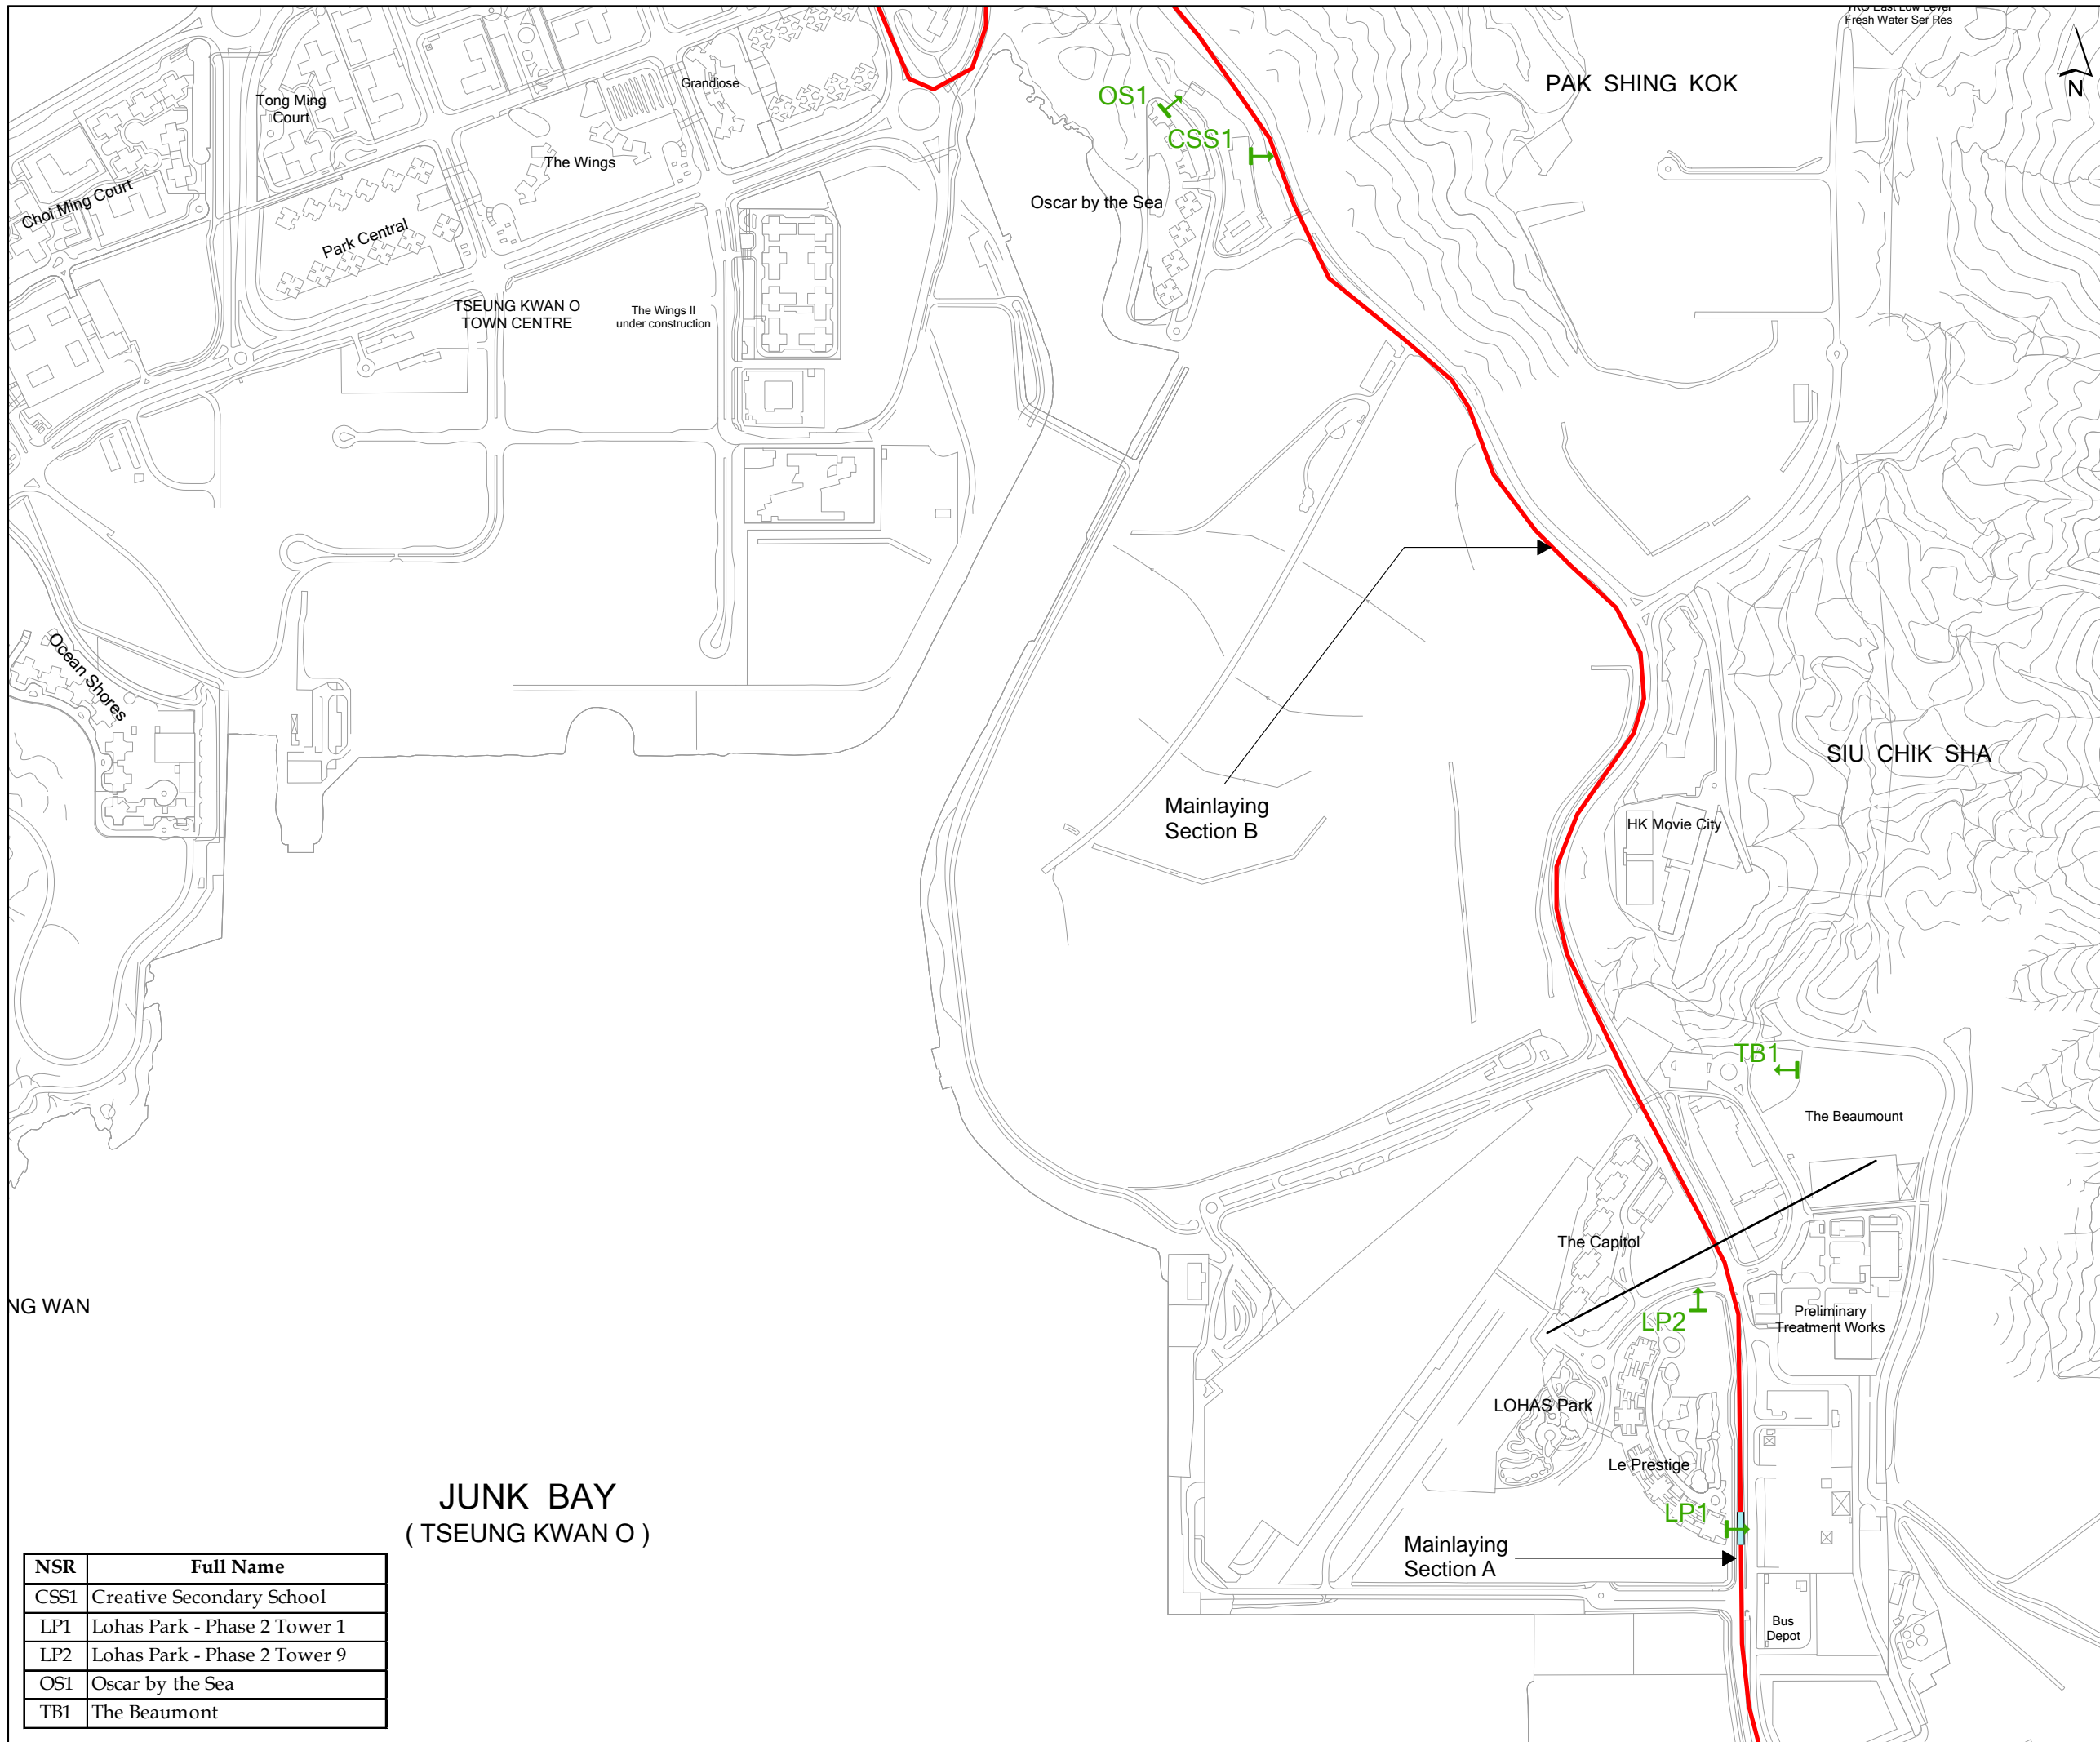 TKO East Low Level
Fresh Water Ser Res
PAK SHING KOK
N
Grandiose
Tong Ming
Court
OS1
CSS1
The Wings
Choi Ming Court
Oscar by the Sea
Park Central
TSEUNG KWAN O
TOWN CENTRE
The Wings II
under construction
Ocean Shores
SIU CHIK SHA
Mainlaying
Section B
HK Movie City
TB1
The Beaumount
The Capitol
NG WAN
LP2
Preliminary
Treatment Works
LOHAS Park
Le Prestige
JUNK BAY
( TSEUNG KWAN O )
LP1
Mainlaying
Section A
Bus
Depot
NSR Full Name
CSS1 Creative Secondary School
LP1 Lohas Park - Phase 2 Tower 1
LP2 Lohas Park - Phase 2 Tower 9
OS1 Oscar by the Sea
TB1 The Beaumont